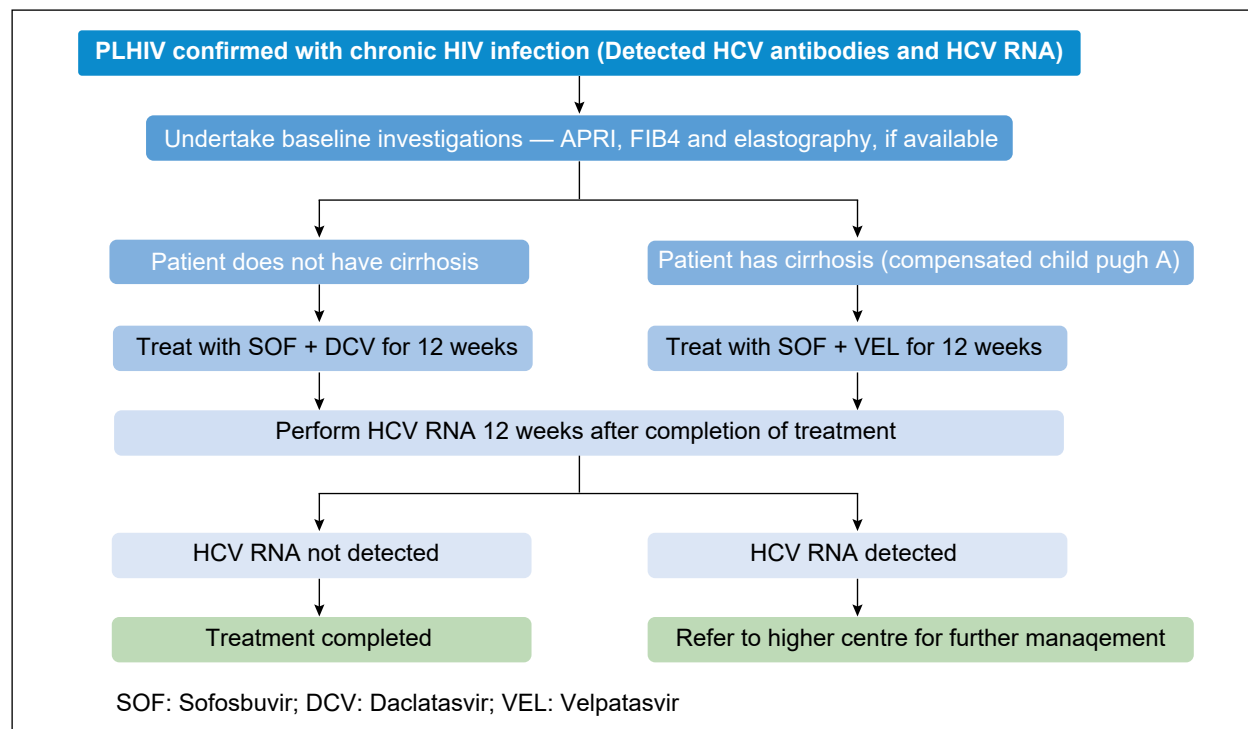 PLHIV confirmed with chronic HIV infection (Detected HCV antibodies and HCV RNA)
Undertake baseline investigations — APRI, FIB4 and elastography, if available
Patient does not have cirrhosis
Patient has cirrhosis (compensated child pugh A)
Treat with SOF + DCV for 12 weeks
Treat with SOF + VEL for 12 weeks
Perform HCV RNA 12 weeks after completion of treatment
HCV RNA not detected
HCV RNA detected
Treatment completed
Refer to higher centre for further manaqement
SOF: Sofosbuvir; DCV: Daclatasvir; VEL: Velpatasvir